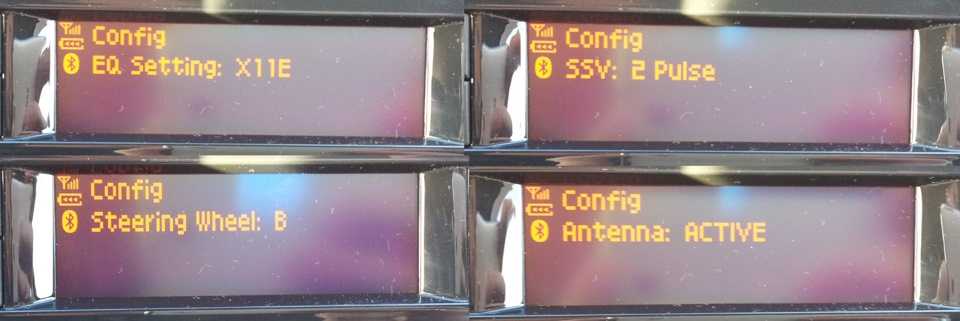 Config
EQ Setting: X11E
Config
SSV: 2 Pulse
Config
Steering Wheel: B
Config
Antenna: ACTIVE